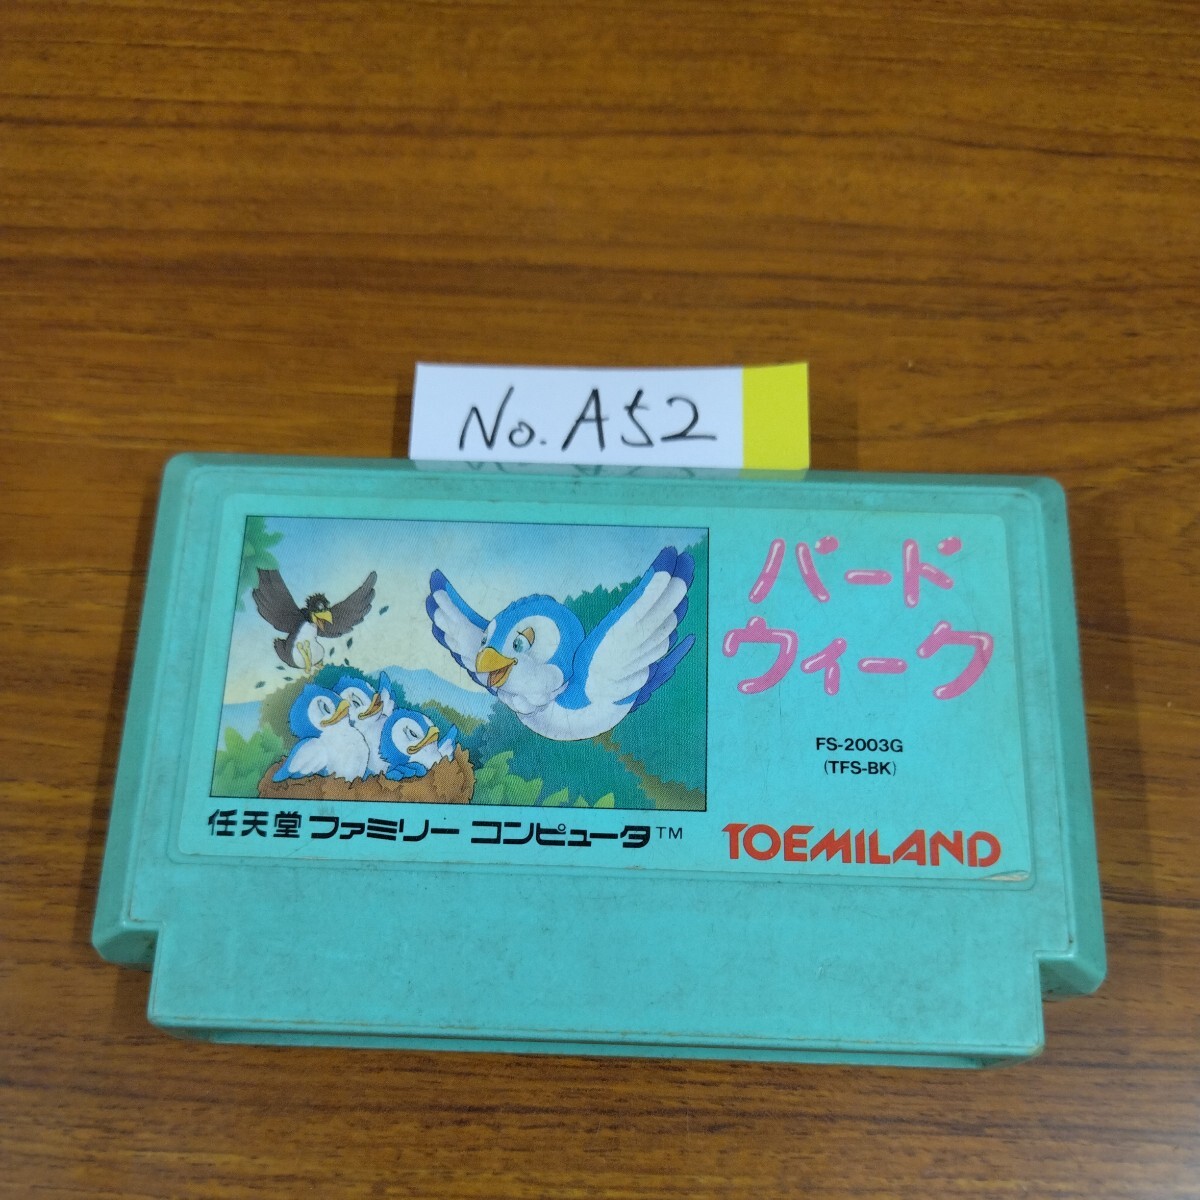 No. A52
バード
ウィーク
FS-2003G
(TFS-BK)
任天堂 ファミリー コンピュータ™
TOEMILAND